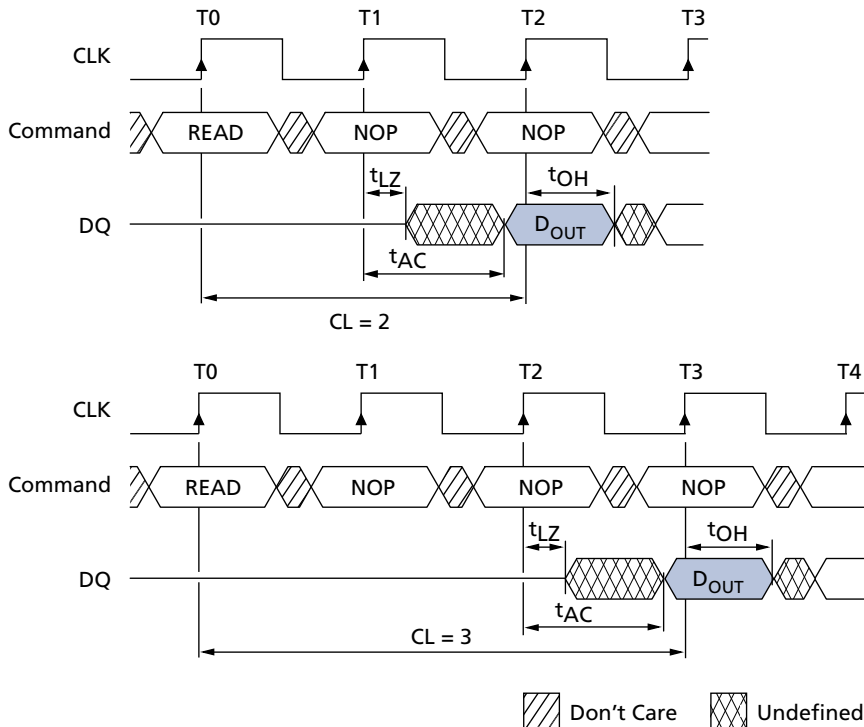 T0 T1 T2 T3
CLK
Command READ NOP NOP
tLZ tOH
DQ DOUT
tAC
CL = 2
T0 T1 T2 T3 T4
CLK
Command READ NOP NOP NOP
tLZ tOH
DQ DOUT
tAC
CL = 3
Don't Care Undefined